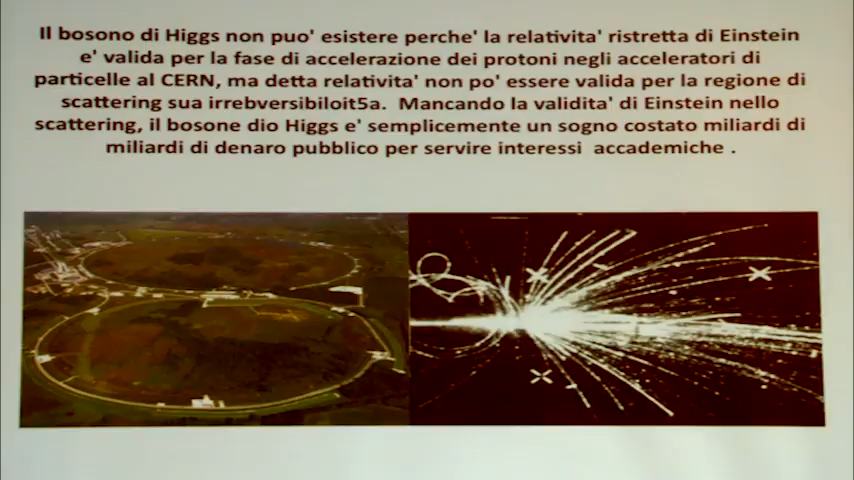 Il bosono di Higgs non puo' esistere perche' la relativita' ristretta di Einstein
e' valida per la fase di accelerazione dei protoni negli acceleratori di
particelle al CERN, ma detta relativita' non po' essere valida per la regione di
scattering sua irrebversibiloit5a.  Mancando la validita' di Einstein nello
scattering, il bosone dio Higgs e' semplicemente un sogno costato miliardi di
miliardi di denaro pubblico per servire interessi  accademiche .